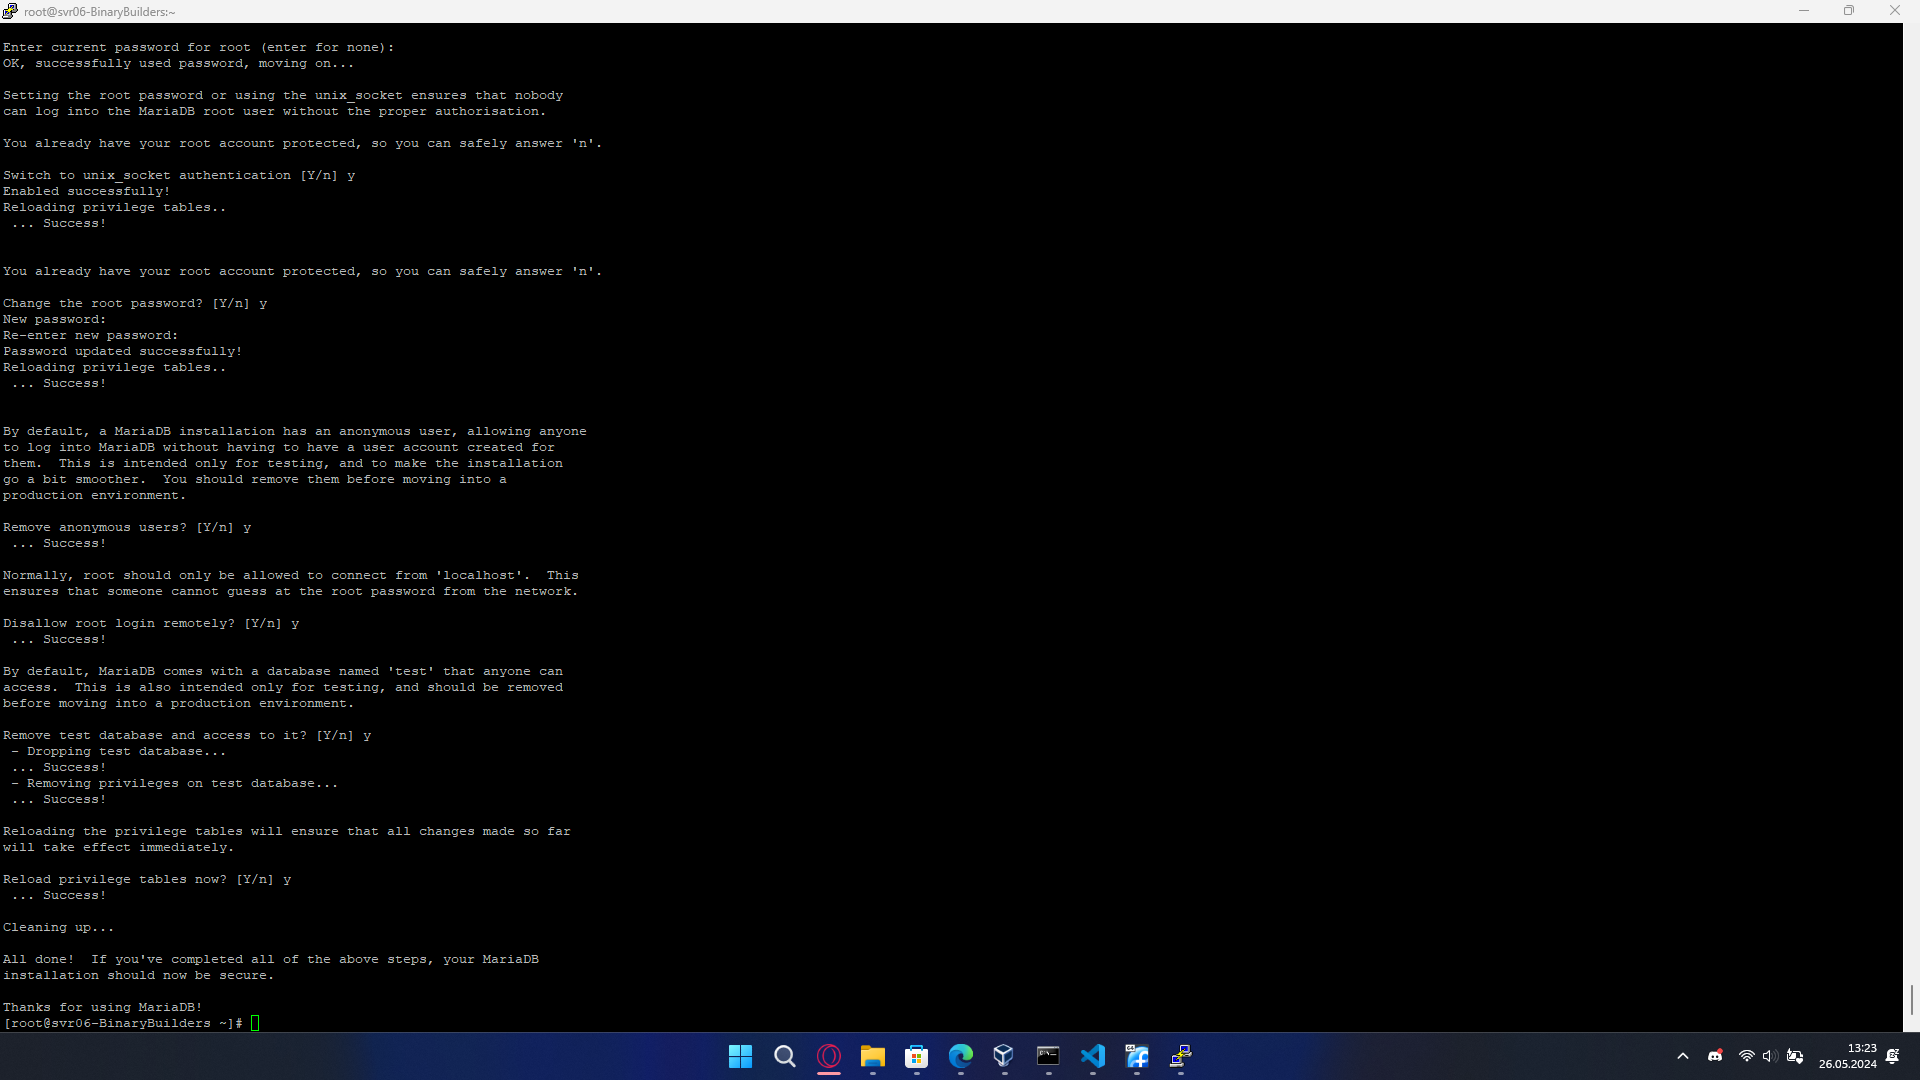 root@svr06-BinaryBuilders:~
Enter current password for root (enter for none):
OK, successfully used password, moving on...
Setting the root password or using the unix_socket ensures that nobody
can log into the MariaDB root user without the proper authorisation.
You already have your root account protected, so you can safely answer 'n'.
Switch to unix_socket authentication [Y/n] y
Enabled successfully!
Reloading privilege tables..
 ... Success!
You already have your root account protected, so you can safely answer 'n'.
Change the root password? [Y/n] y
New password:
Re-enter new password:
Password updated successfully!
Reloading privilege tables..
 ... Success!
By default, a MariaDB installation has an anonymous user, allowing anyone
to log into MariaDB without having to have a user account created for
them.  This is intended only for testing, and to make the installation
go a bit smoother.  You should remove them before moving into a
production environment.
Remove anonymous users? [Y/n] y
 ... Success!
Normally, root should only be allowed to connect from 'localhost'.  This
ensures that someone cannot guess at the root password from the network.
Disallow root login remotely? [Y/n] y
 ... Success!
By default, MariaDB comes with a database named 'test' that anyone can
access.  This is also intended only for testing, and should be removed
before moving into a production environment.
Remove test database and access to it? [Y/n] y
 - Dropping test database...
 ... Success!
 - Removing privileges on test database...
 ... Success!
Reloading the privilege tables will ensure that all changes made so far
will take effect immediately.
Reload privilege tables now? [Y/n] y
 ... Success!
Cleaning up...
All done!  If you've completed all of the above steps, your MariaDB
installation should now be secure.
Thanks for using MariaDB!
[root@svr06-BinaryBuilders ~]#
13:23
26.05.2024